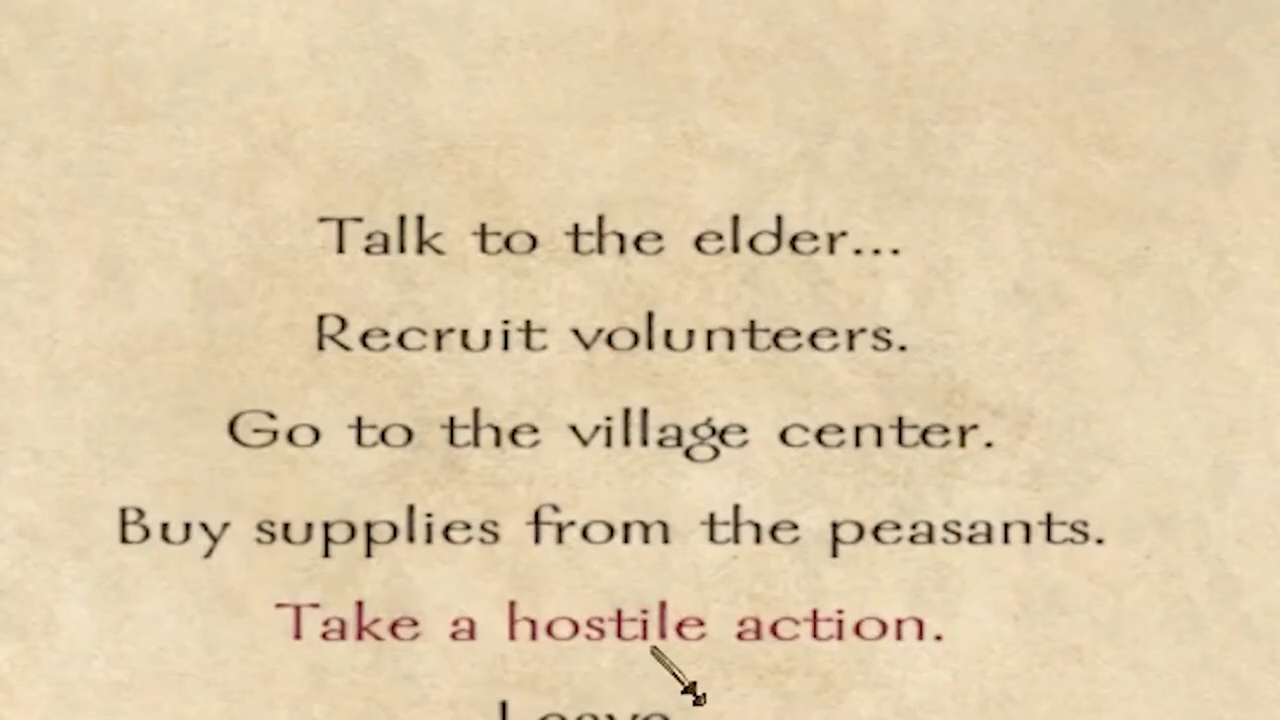 Talk to the elder...
Recruit volunteers.
Go to the village center.
Buy supplies from the peasants.
Take a hostile action.
Leave